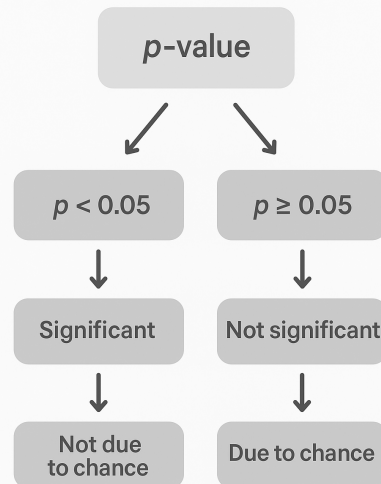 p-value
p < 0.05
p ≥ 0.05
Significant
Not significant
Not due
to chance
Due to chance